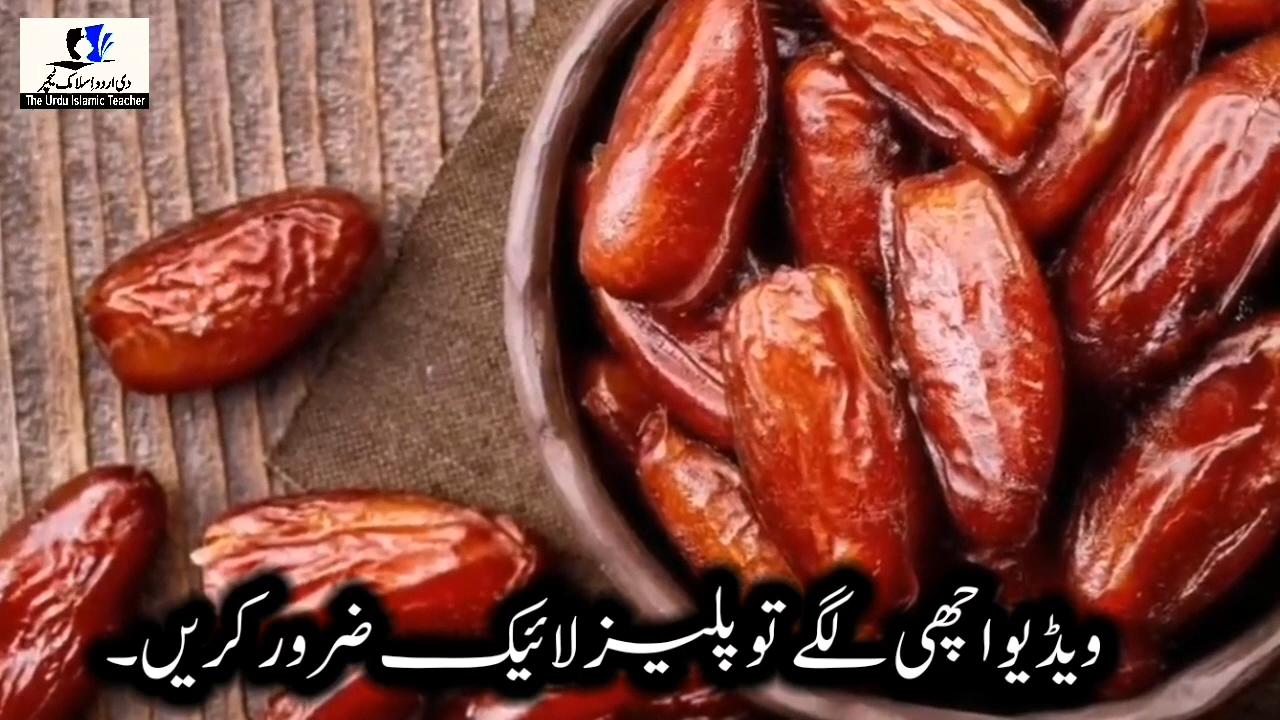 دی اردو اسلامک ٹیچر
The Urdu Islamic Teacher
ویڈیو اچھی لگے تو پلیز لائیک ضرور کریں۔